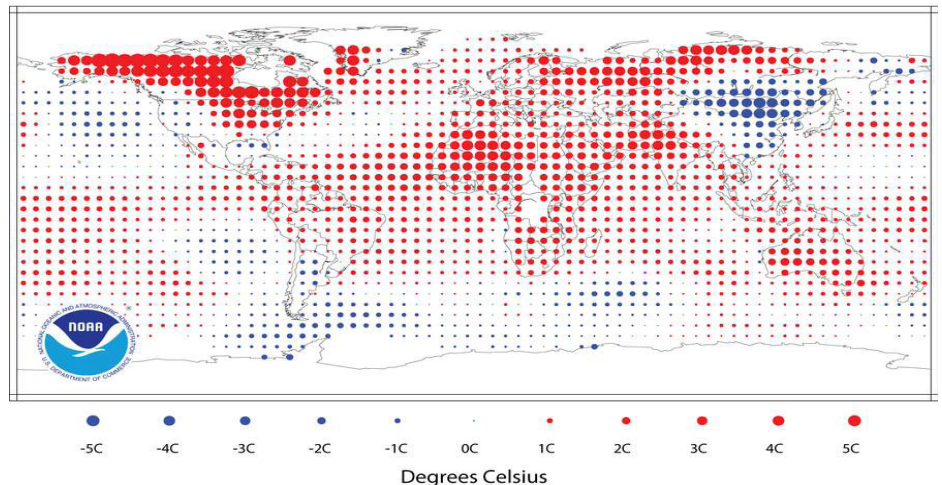 NATIONAL OCEANIC AND ATMOSPHERIC ADMINISTRATION
NOAA
U.S. DEPARTMENT OF COMMERCE
-5C -4C -3C -2C -1C 0C 1C 2C 3C 4C 5C
Degrees Celsius